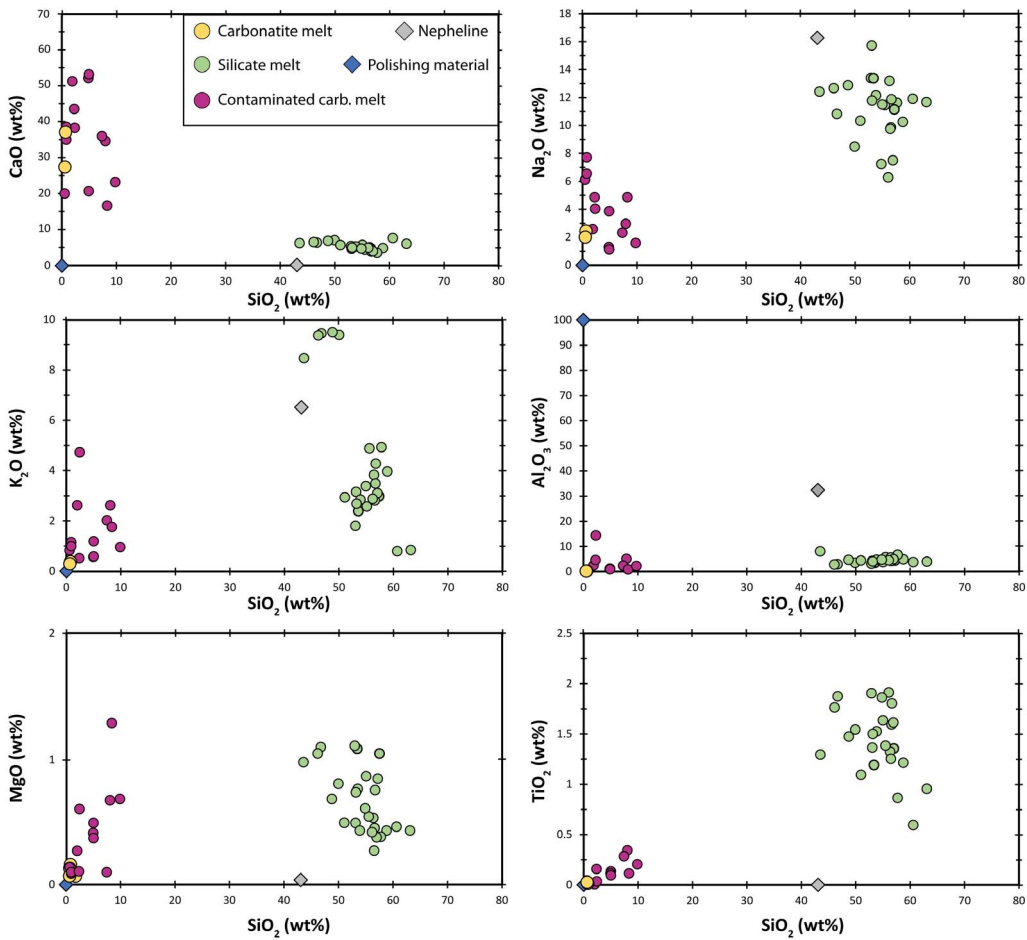 Carbonatite melt
Nepheline
Silicate melt
Polishing material
Contaminated carb. melt
CaO (wt%)
70
60
50
40
30
20
10
0
0 10 20 30 40 50 60 70 80
SiO₂ (wt%)
Na₂O (wt%)
18
16
14
12
10
8
6
4
2
0
0 10 20 30 40 50 60 70 80
SiO₂ (wt%)
K₂O (wt%)
10
8
6
4
2
0
0 10 20 30 40 50 60 70 80
SiO₂ (wt%)
Al₂O₃ (wt%)
100
90
80
70
60
50
40
30
20
10
0
0 10 20 30 40 50 60 70 80
SiO₂ (wt%)
MgO (wt%)
2
1
0
0 10 20 30 40 50 60 70 80
SiO₂ (wt%)
TiO₂ (wt%)
2.5
2
1.5
1
0.5
0
0 10 20 30 40 50 60 70 80
SiO₂ (wt%)